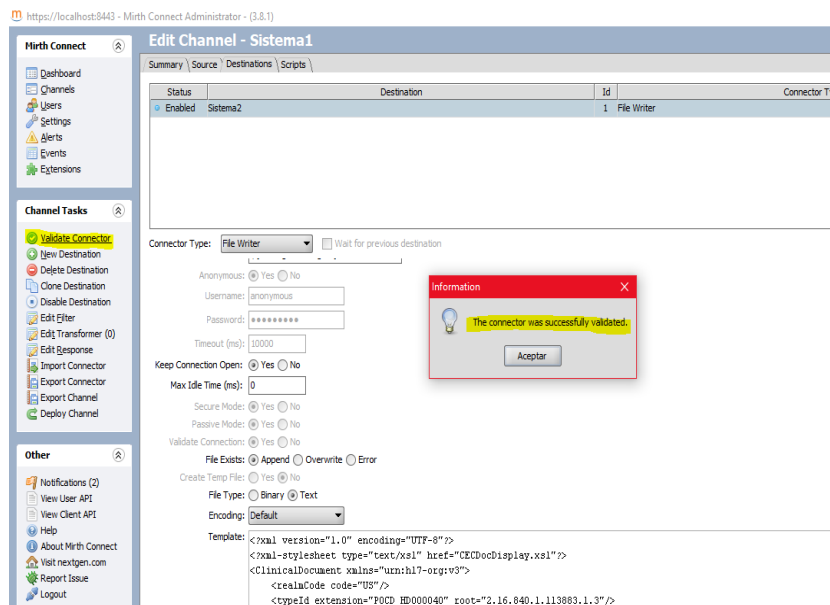 https://localhost:8443 - Mirth Connect Administrator - (3.8.1)
Mirth Connect
Dashboard
Channels
Users
Settings
Alerts
Events
Extensions
Channel Tasks
Validate Connector
New Destination
Delete Destination
Clone Destination
Disable Destination
Edit Filter
Edit Transformer (0)
Edit Response
Import Connector
Export Connector
Export Channel
Deploy Channel
Other
Notifications (2)
View User API
View Client API
Help
About Mirth Connect
Visit nextgen.com
Report Issue
Logout
Edit Channel - Sistema1
Summary Source Destinations Scripts
Status Destination Id Connector T
Enabled Sistema2 1 File Writer
Connector Type: File Writer Wait for previous destination
Anonymous: Yes No
Username: anonymous
Password: *********
Timeout (ms): 10000
Keep Connection Open: Yes No
Max Idle Time (ms): 0
Secure Mode: Yes No
Passive Mode: Yes No
Validate Connection: Yes No
File Exists: Append Overwrite Error
Create Temp File: Yes No
File Type: Binary Text
Encoding: Default
Template: <?xml version="1.0" encoding="UTF-8"?>
<?xml-stylesheet type="text/xsl" href="CECDocDisplay.xsl"?>
<ClinicalDocument xmlns="urn:hl7-org:v3">
<realmCode code="US"/>
<typeId extension="POCD_HD000040" root="2.16.840.1.113883.1.3"/>
Information
The connector was successfully validated.
Aceptar